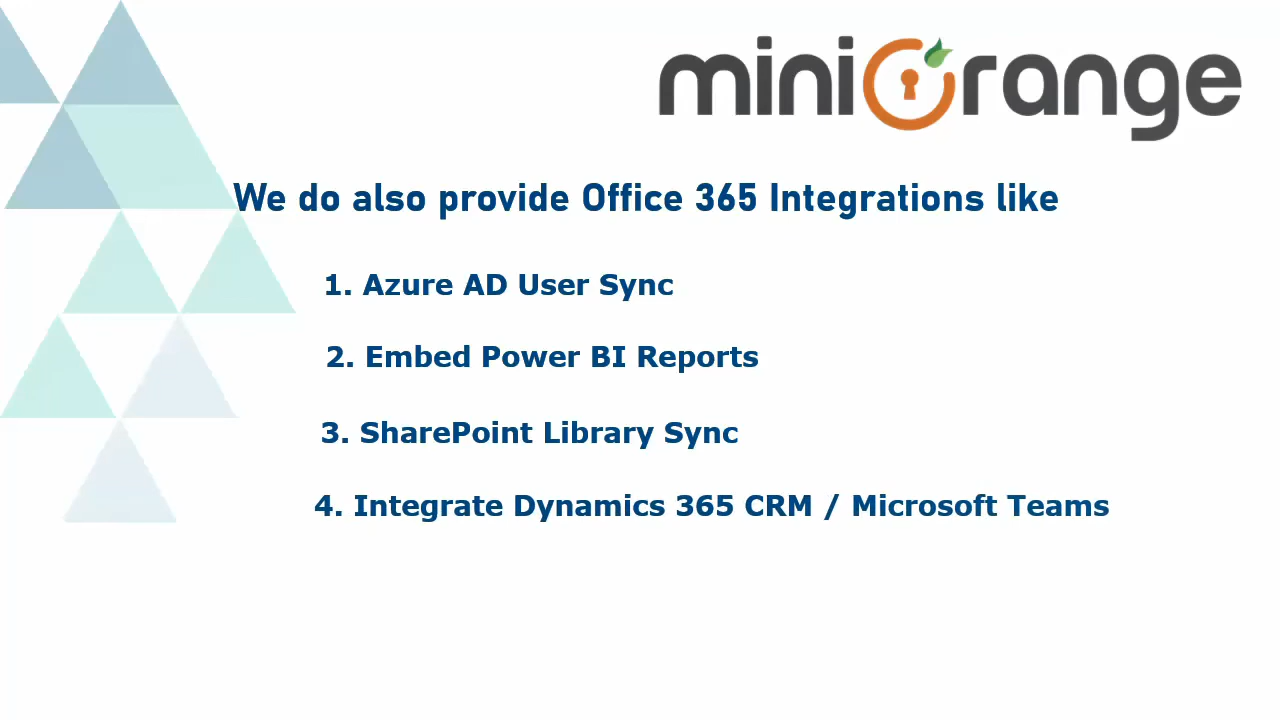 miniOrange
We do also provide Office 365 Integrations like
1. Azure AD User Sync
2. Embed Power BI Reports
3. SharePoint Library Sync
4. Integrate Dynamics 365 CRM / Microsoft Teams